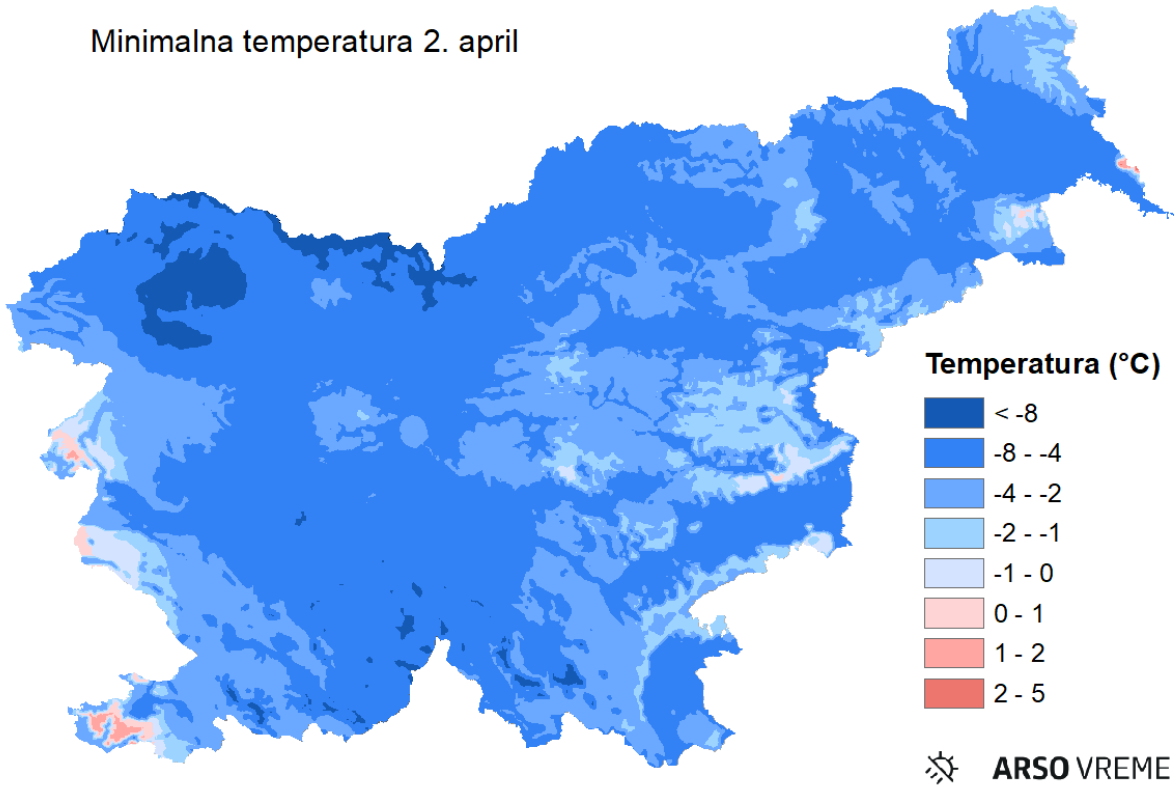 Minimalna temperatura 2. april
Temperatura (°C)
< -8
-8 - -4
-4 - -2
-2 - -1
-1 - 0
0 - 1
1 - 2
2 - 5
ARSO VREME